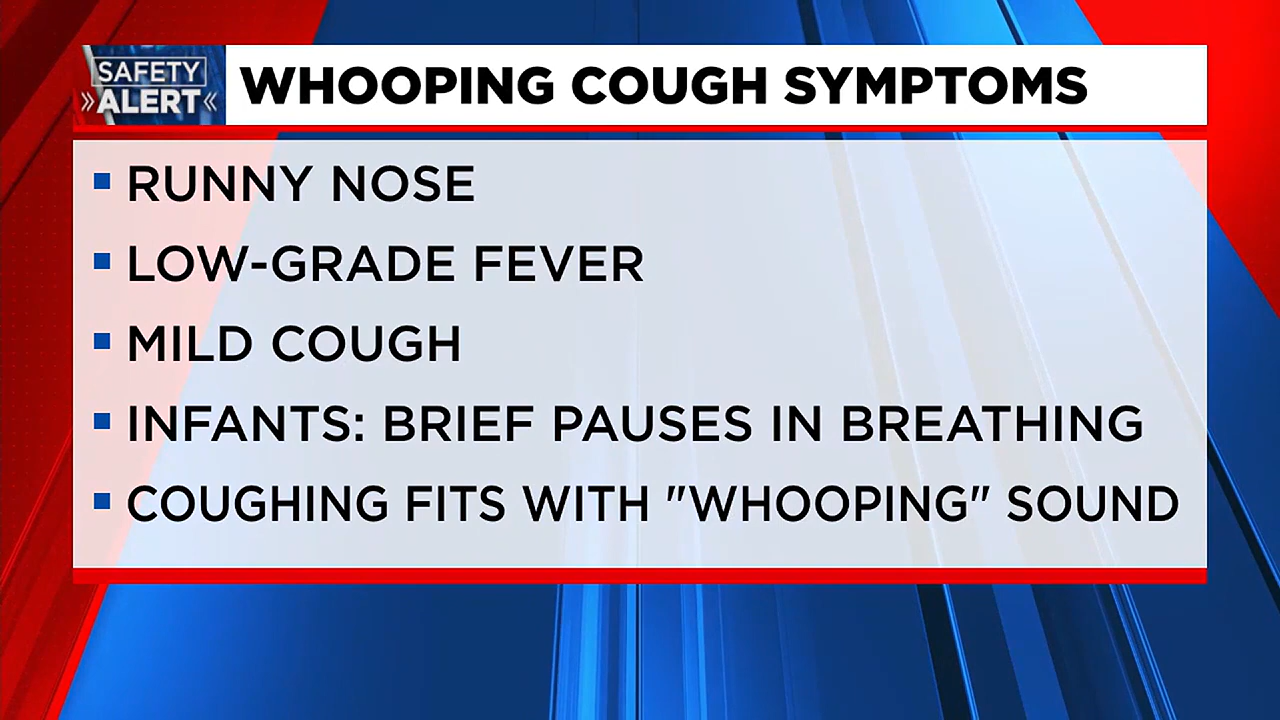 SAFETY
»ALERT«
WHOOPING COUGH SYMPTOMS
▪ RUNNY NOSE
▪ LOW-GRADE FEVER
▪ MILD COUGH
▪ INFANTS: BRIEF PAUSES IN BREATHING
▪ COUGHING FITS WITH "WHOOPING" SOUND